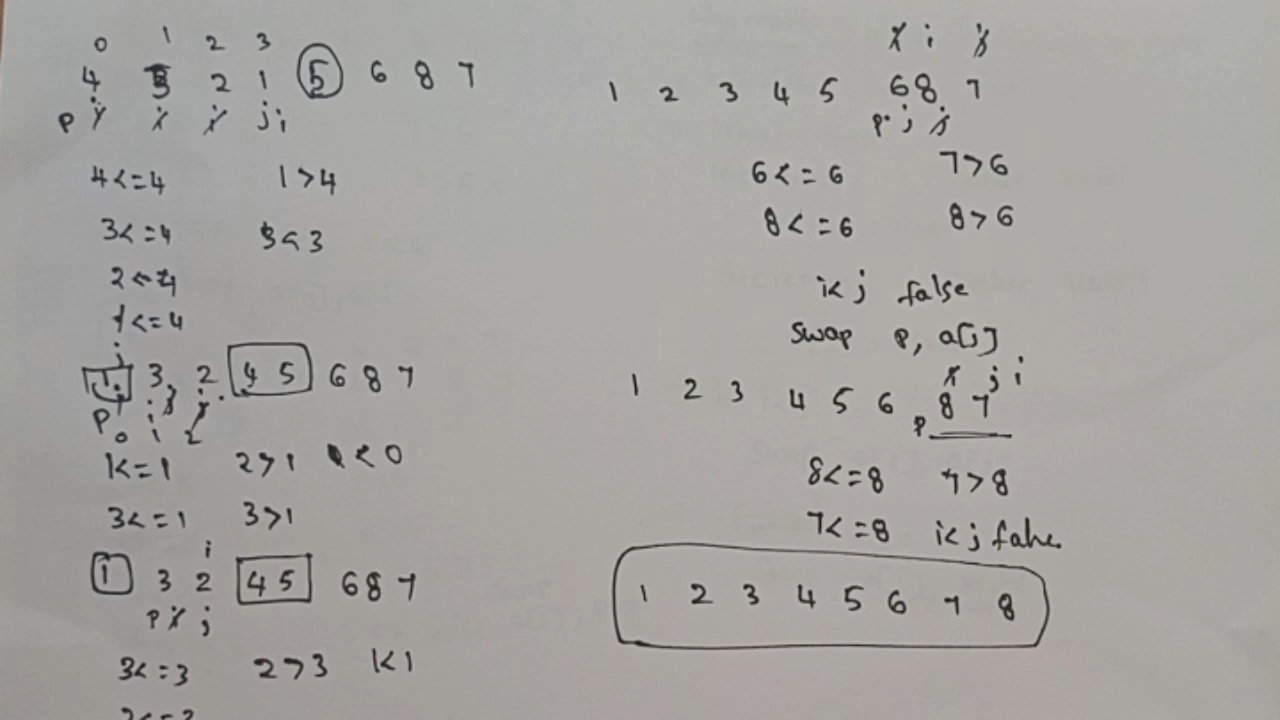 0 1 2 3
4 3 2 1 5 6 8 7
p i i i j i
4<=4 1>4
3<=4 3<3
2<=4
1<=4
j
1 3 2 4 5 6 8 7
p i j
0 1 2
1<=1 2>1 <0
3<=1 3>1
i
1 3 2 4 5 6 8 7
p i j
3<=3 2>3 1<1
2<=3
i i j
1 2 3 4 5 6 8 7
p j j
6<=6 7>6
8<=6 8>6
i<j false
Swap p, a[j]
i j i
1 2 3 4 5 6 8 7
p
8<=8 7>8
7<=8 i<j false
1 2 3 4 5 6 7 8